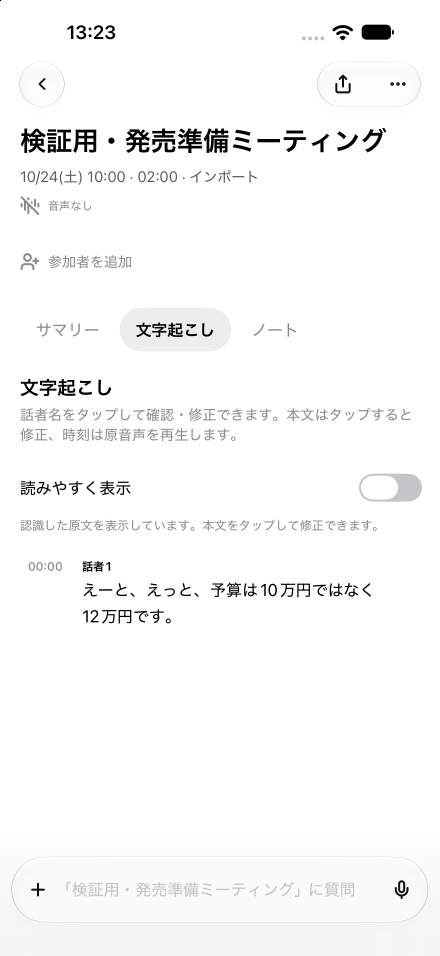 13:23
検証用・発売準備ミーティング
10/24(土) 10:00 · 02:00 · インポート
音声なし
参加者を追加
サマリー
文字起こし
ノート
文字起こし
話者名をタップして確認・修正できます。本文はタップすると
修正、時刻は原音声を再生します。
読みやすく表示
認識した原文を表示しています。本文をタップして修正できます。
00:00 話者1
えーと、えっと、予算は10万円ではなく
12万円です。
「検証用・発売準備ミーティング」に質問